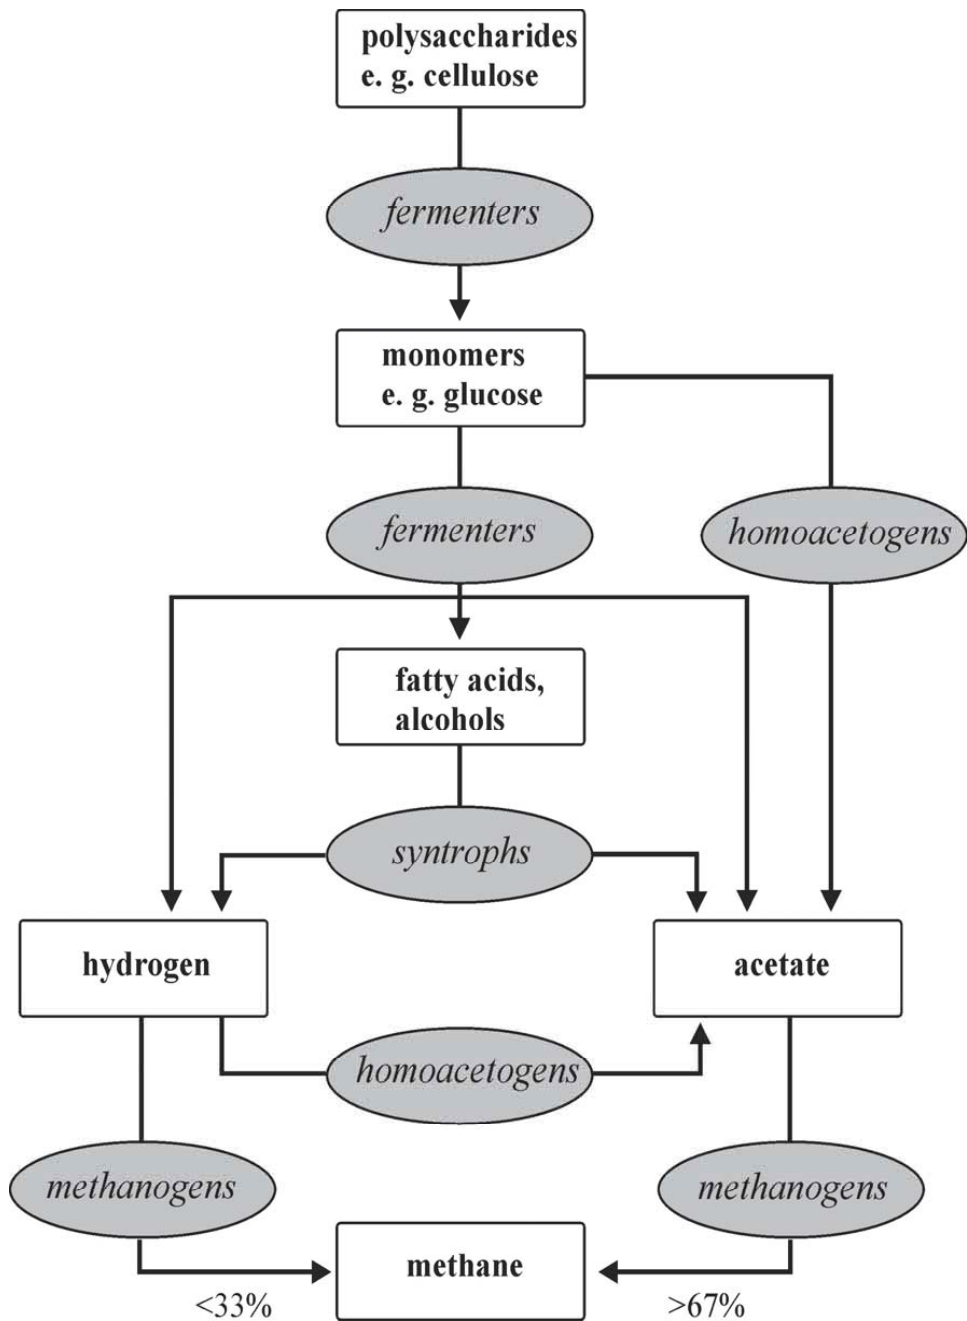 polysaccharides
e. g. cellulose
fermenters
monomers
e. g. glucose
fermenters
homoacetogens
fatty acids,
alcohols
syntrophs
hydrogen
acetate
homoacetogens
methanogens
methanogens
methane
<33%
>67%